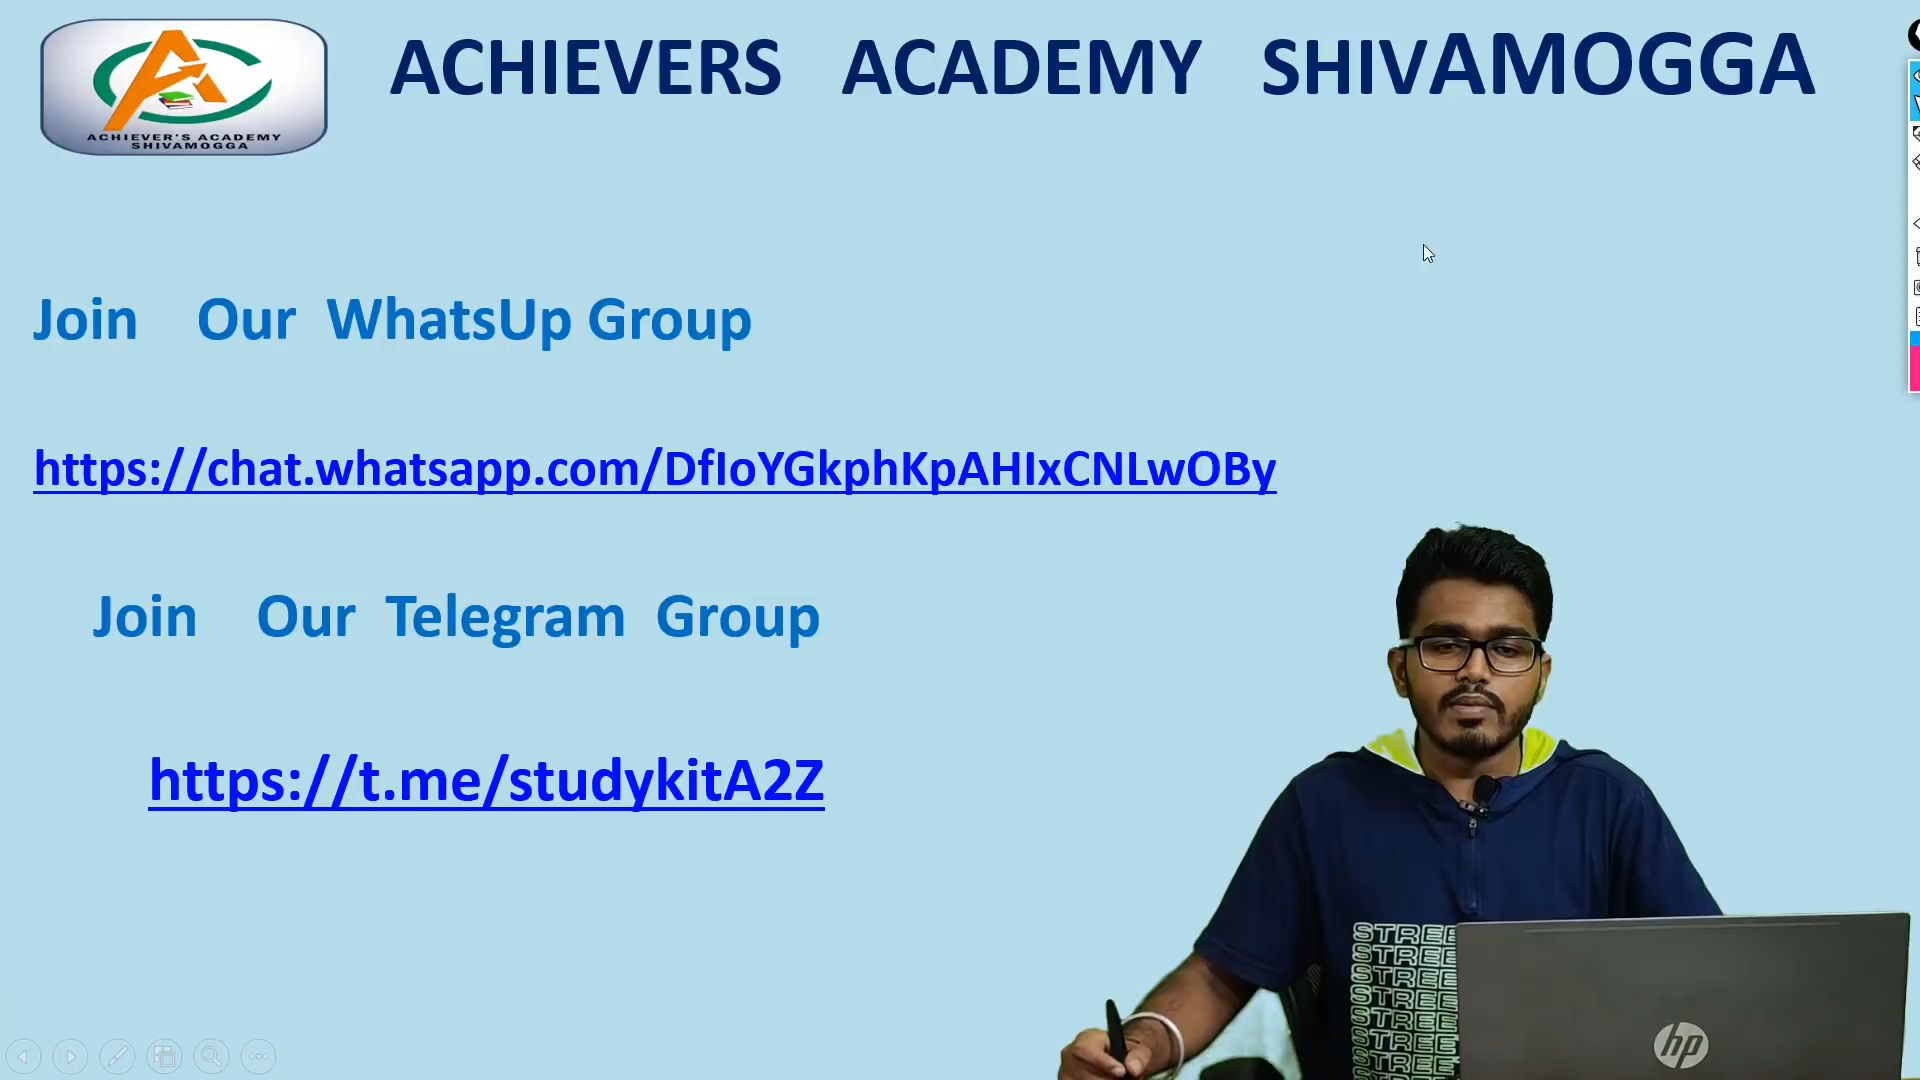 ACHIEVER'S ACADEMY
SHIVAMOGGA
ACHIEVERS ACADEMY SHIVAMOGGA
Join Our WhatsUp Group
https://chat.whatsapp.com/DfIoYGkphKpAHIxCNLwOBy
Join Our Telegram Group
https://t.me/studykitA2Z
STREE
STREE
STREE
STREE
STREE
STREE
STREE
hp